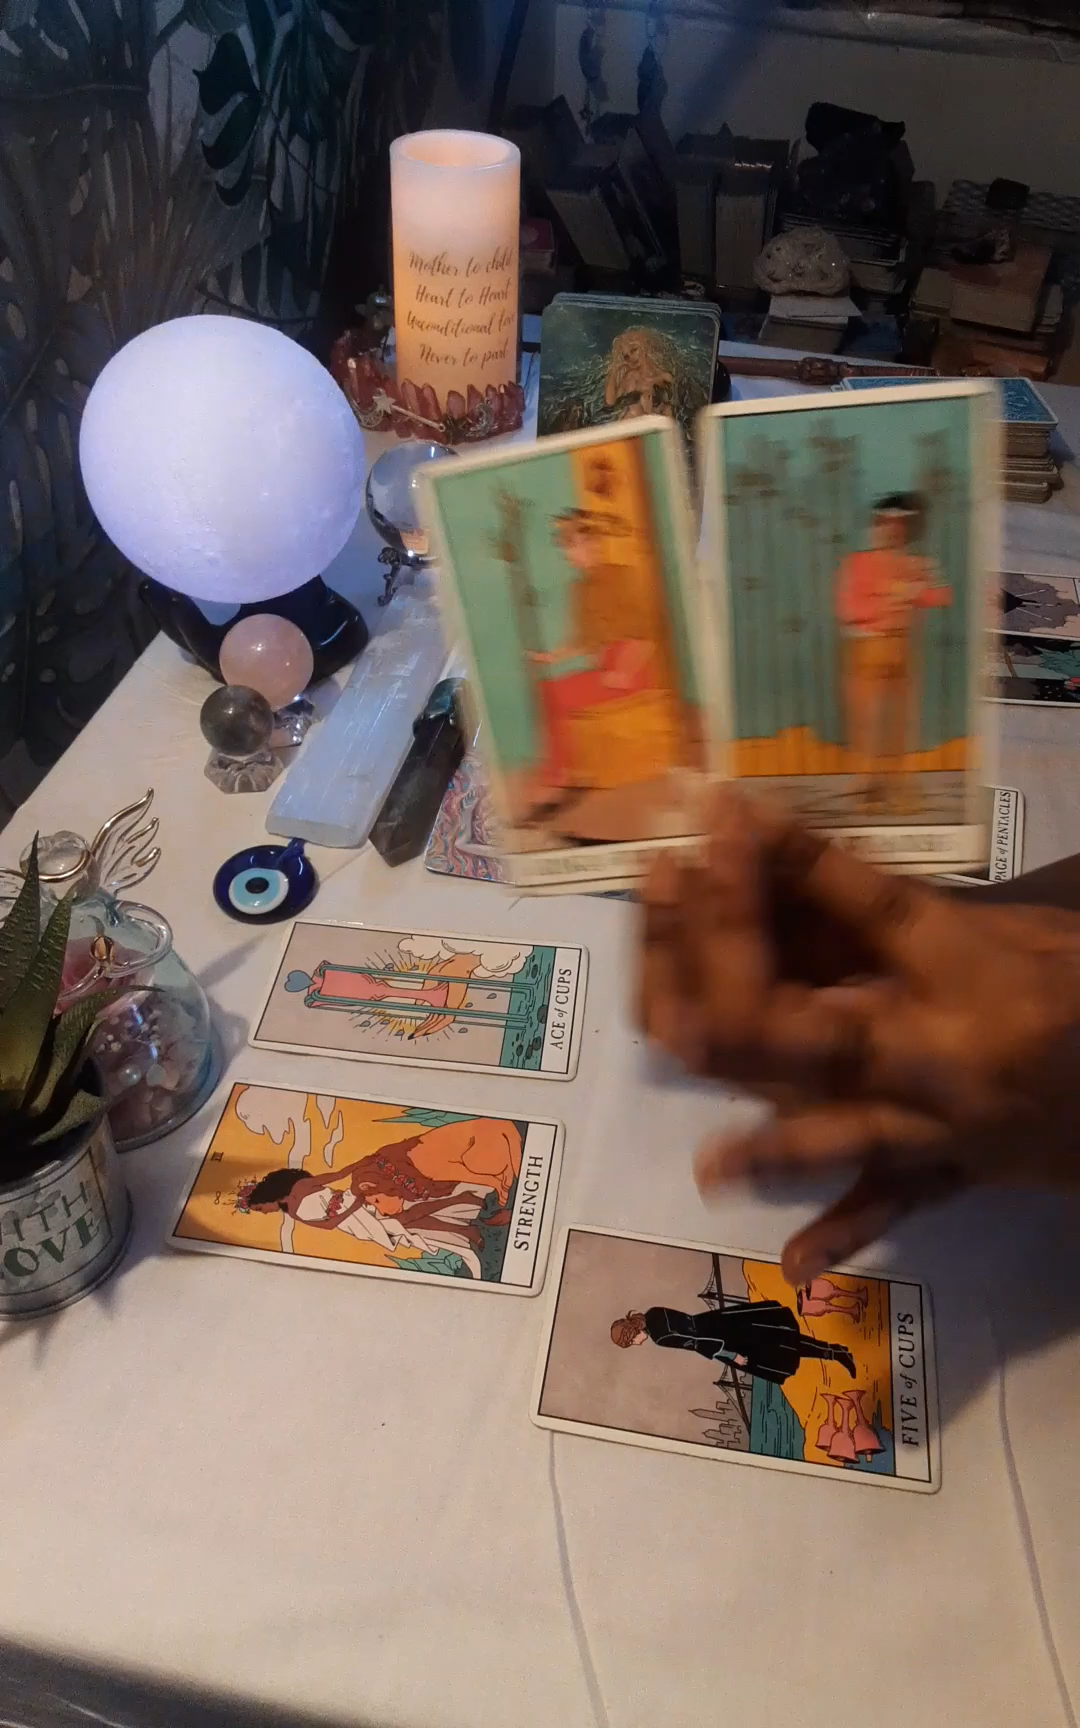 Mother to child
Heart to Heart
Unconditional
Never to part
PAGE of PENTACLES
ACE of CUPS
STRENGTH
FIVE of CUPS
WITH
LOVE